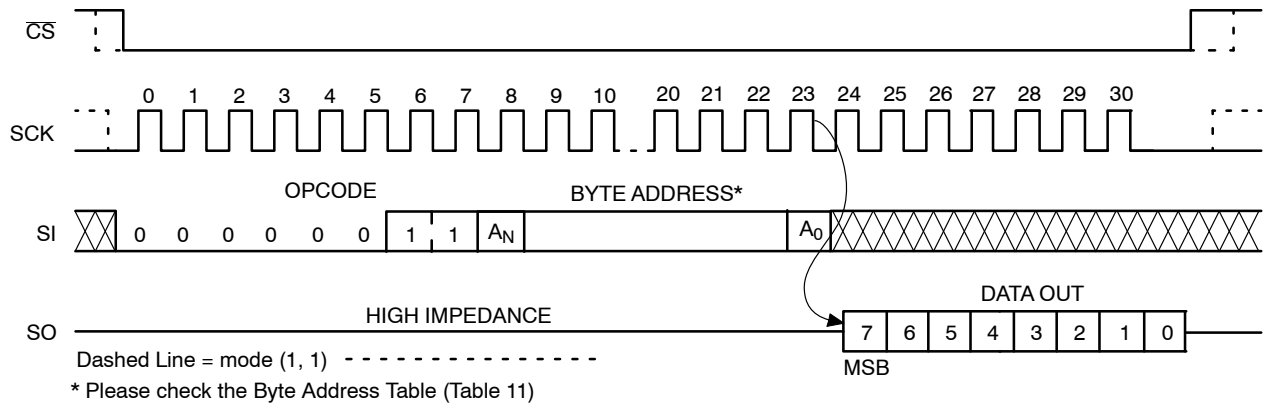 CS
0 1 2 3 4 5 6 7 8 9 10 20 21 22 23 24 25 26 27 28 29 30
SCK
OPCODE BYTE ADDRESS*
SI 0 0 0 0 0 0 1 1 AN A0
DATA OUT
HIGH IMPEDANCE
SO 7 6 5 4 3 2 1 0
Dashed Line = mode (1, 1) - - - - - - - - - - - - - - -
MSB
* Please check the Byte Address Table (Table 11)